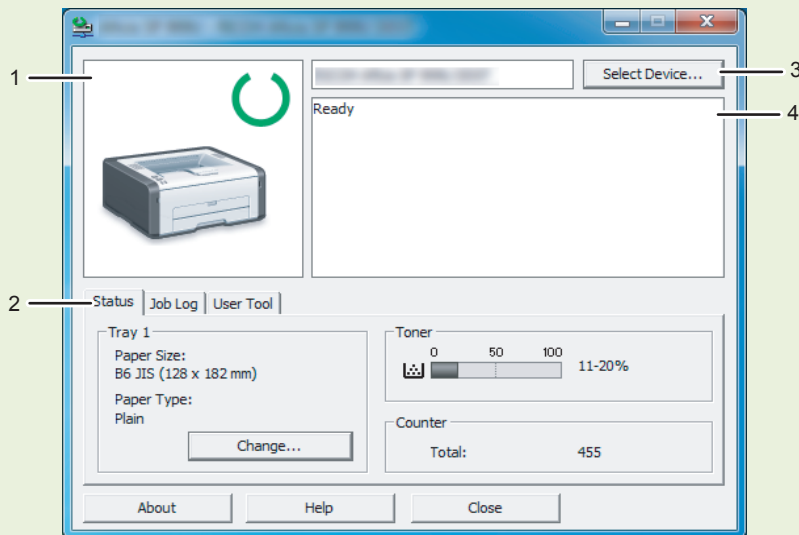 1
Select Device...
3
Ready
4
2
Status
Job Log
User Tool
Tray 1
Paper Size:
B6 JIS (128 x 182 mm)
Paper Type:
Plain
Change...
Toner
0 50 100
11-20%
Counter
Total: 455
About
Help
Close